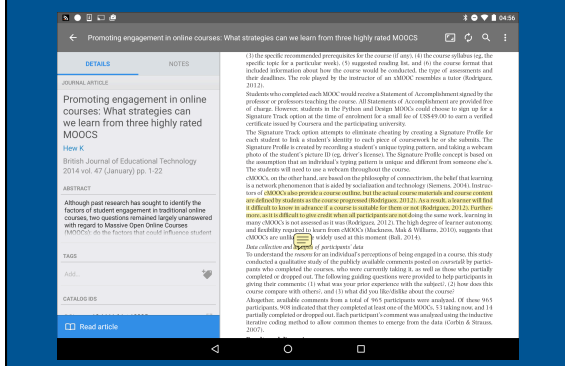 04:56
Promoting engagement in online courses: What strategies can we learn from three highly rated MOOCS
DETAILS
NOTES
JOURNAL ARTICLE
Promoting engagement in online
courses: What strategies can
we learn from three highly rated
MOOCS
Hew K
British Journal of Educational Technology
2014 vol. 47 (January) pp. 1-22
ABSTRACT
Although past research has sought to identify the
factors of student engagement in traditional online
courses, two questions remained largely unanswered
with regard to Massive Open Online Courses
(MOOCs): do the factors that could influence student
TAGS
Add...
CATALOG IDS
Read article
(3) the specific recommended prerequisites for the course (if any), (4) the course syllabus (eg, the
specific topic for a particular week), (5) suggested reading list, and (6) the course format that
included information about how the course would be conducted, the type of assessments and
their deadlines. The role played by the instructor of an xMOOC resembles a tutor (Rodriguez,
2012).
Students who completed each MOOC would receive a Statement of Accomplishment signed by the
professor or professors teaching the course. All Statements of Accomplishment are provided free
of charge. However, students in the Python and Design MOOCs could choose to sign up for a
Signature Track option at the time of enrolment for a small fee of US$49.00 to earn a verified
certificate issued by Coursera and the participating university.
The Signature Track option attempts to eliminate cheating by creating a Signature Profile for
each student to link a student's identity to each piece of coursework he or she submits. The
Signature Profile is created by recording a student's unique typing pattern, and taking a webcam
photo of the student's picture ID (eg, driver's license). The Signature Profile concept is based on
the assumption that an individual's typing pattern is unique and different from someone else's.
The students will need to use a webcam throughout the course.
cMOOCs, on the other hand, are based on the philosophy of connectivism, the belief that learning
is a network phenomenon that is aided by socialization and technology (Siemens, 2004). Instruc-
tors of cMOOCs also provide a course outline, but the actual course materials and course content
are defined by students as the course progressed (Rodriguez, 2012). As a result, a learner will find
it difficult to know in advance if a course is suitable for them or not (Rodriguez, 2012). Further-
more, as it is difficult to give credit when all participants are not doing the same work, learning in
many cMOOCs is not assessed as it was (Rodriguez, 2012). The high degree of learner autonomy
and flexibility required to learn from cMOOCs (Mackness, Mak & Williams, 2010), suggests that
cMOOCs are widely used at this moment (Bali, 2014).
Data collection and of participants' data
To understand the reasons for an individual's perceptions of being engaged in a course, this study
conducted a qualitative study of the publicly available comments posted on coursetalk by partici-
pants who completed the courses, who were currently taking it, as well as those who partially
completed or dropped out. The following guiding questions were provided to help participants in
giving their comments: (1) what was your prior experience with the subject/, (2) how does this
course compare with others?, and (3) what did you like/dislike about the course?
Altogether, available comments from a total of 965 participants were analyzed. Of these 965
participants, 908 indicated that they completed at least one of the MOOCs, 53 taking now, and 14
partially completed or dropped out. Each participant's comment was analyzed using the inductive
iterative coding method to allow common themes to emerge from the data (Corbin & Strauss,
2007).